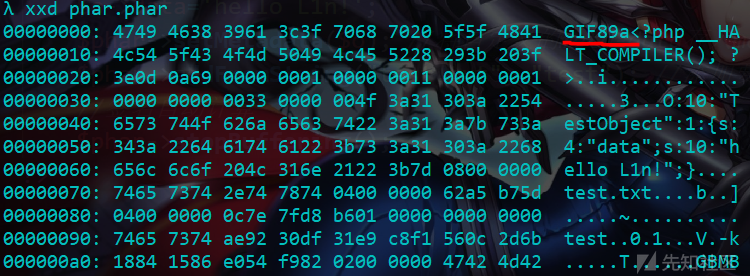 λ xxd phar.phar
00000000: 4749 4638 3961 3c3f 7068 7020 5f5f 4841 GIF89a<?php __HA
00000010: 4c54 5f43 4f4d 5049 4c45 5228 293b 203f LT_COMPILER(); ?
00000020: 3e0d 0a69 0000 0001 0000 0011 0000 0001 >..i............
00000030: 0000 0000 0033 0000 004f 3a31 303a 2254 .....3...O:10:"T
00000040: 6573 744f 626a 6563 7422 3a31 3a7b 733a estObject":1:{s:
00000050: 343a 2264 6174 6122 3b73 3a31 303a 2268 4:"data";s:10:"h
00000060: 656c 6c6f 204c 316e 2122 3b7d 0800 0000 ello L1n!";}....
00000070: 7465 7374 2e74 7874 0400 0000 62a5 b75d test.txt....b..]
00000080: 0400 0000 0c7e 7fd8 b601 0000 0000 0000 .....~..........
00000090: 7465 7374 ae92 30df 31e9 c8f1 560c 2d6b test..0.1...V.-k
000000a0: 1884 1586 e054 f982 0200 0000 4742 4d42 .....T......GBMB
先知社区